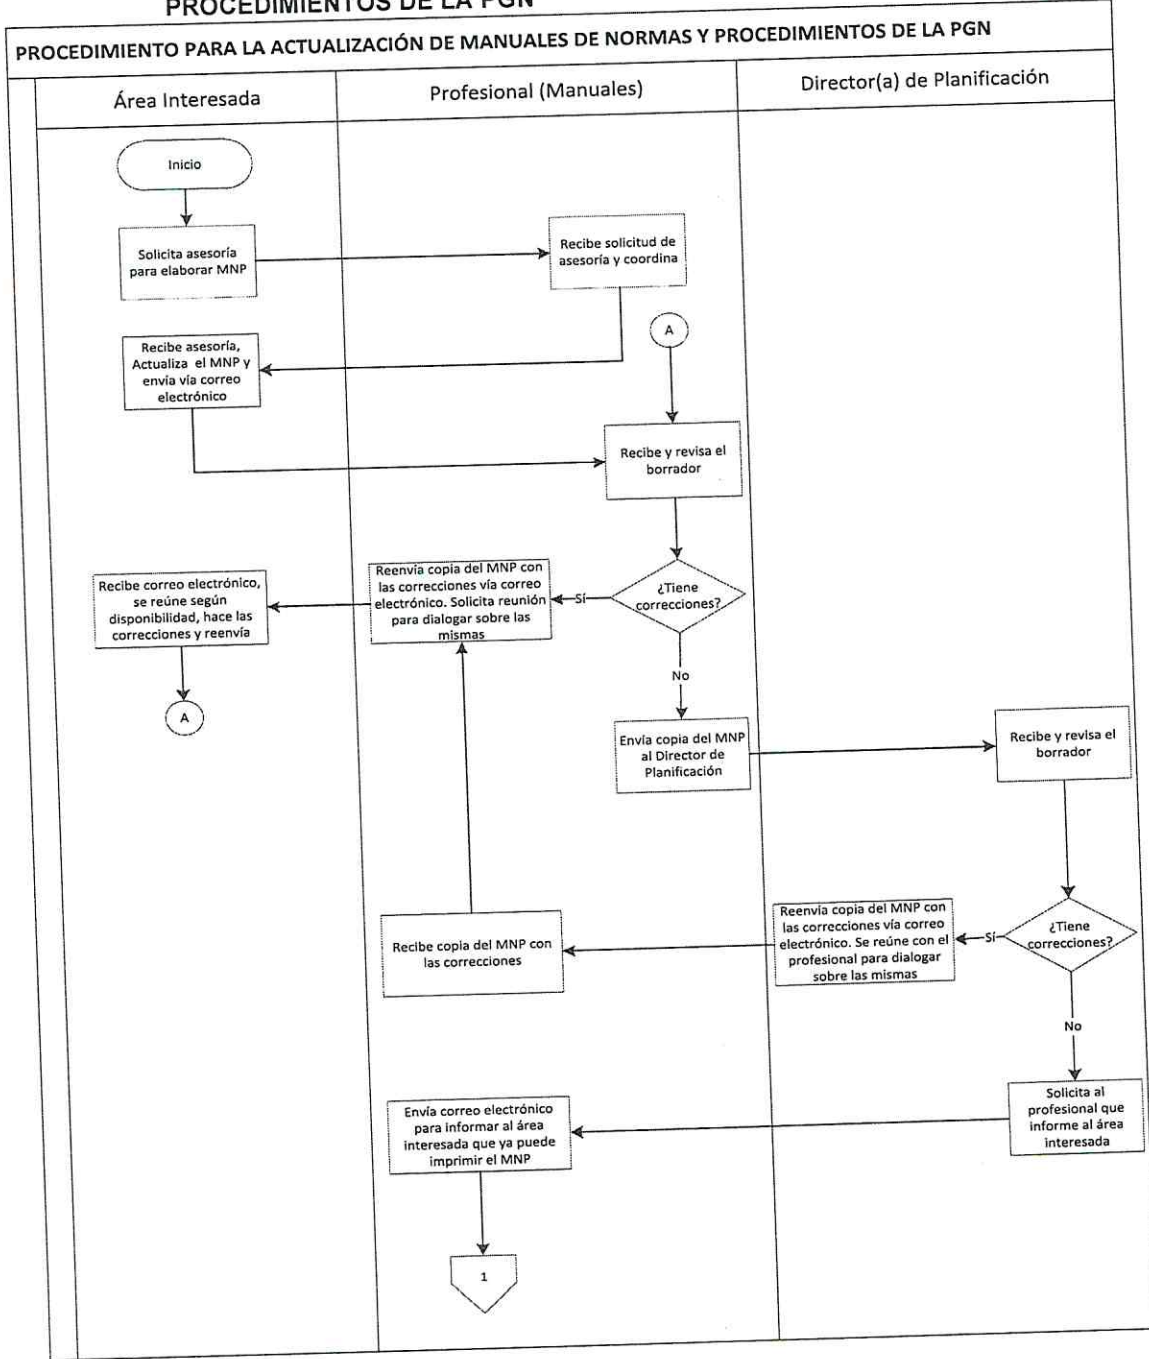 PROCEDIMIENTOS DE LA PGN
PROCEDIMIENTO PARA LA ACTUALIZACIÓN DE MANUALES DE NORMAS Y PROCEDIMIENTOS DE LA PGN
Área Interesada
Profesional (Manuales)
Director(a) de Planificación
Inicio
Solicita asesoría
para elaborar MNP
Recibe solicitud de
asesoría y coordina
A
Recibe asesoría,
Actualiza el MNP y
envía vía correo
electrónico
Recibe y revisa el
borrador
¿Tiene
correcciones?
Sí
Reenvía copia del MNP con
las correcciones vía correo
electrónico. Solicita reunión
para dialogar sobre las
mismas
Recibe correo electrónico,
se reúne según
disponibilidad, hace las
correcciones y reenvía
A
No
Envía copia del MNP
al Director de
Planificación
Recibe y revisa el
borrador
¿Tiene
correcciones?
Sí
Reenvía copia del MNP con
las correcciones vía correo
electrónico. Se reúne con el
profesional para dialogar
sobre las mismas
Recibe copia del MNP con
las correcciones
No
Solicita al
profesional que
informe al área
interesada
Envía correo electrónico
para informar al área
interesada que ya puede
imprimir el MNP
1